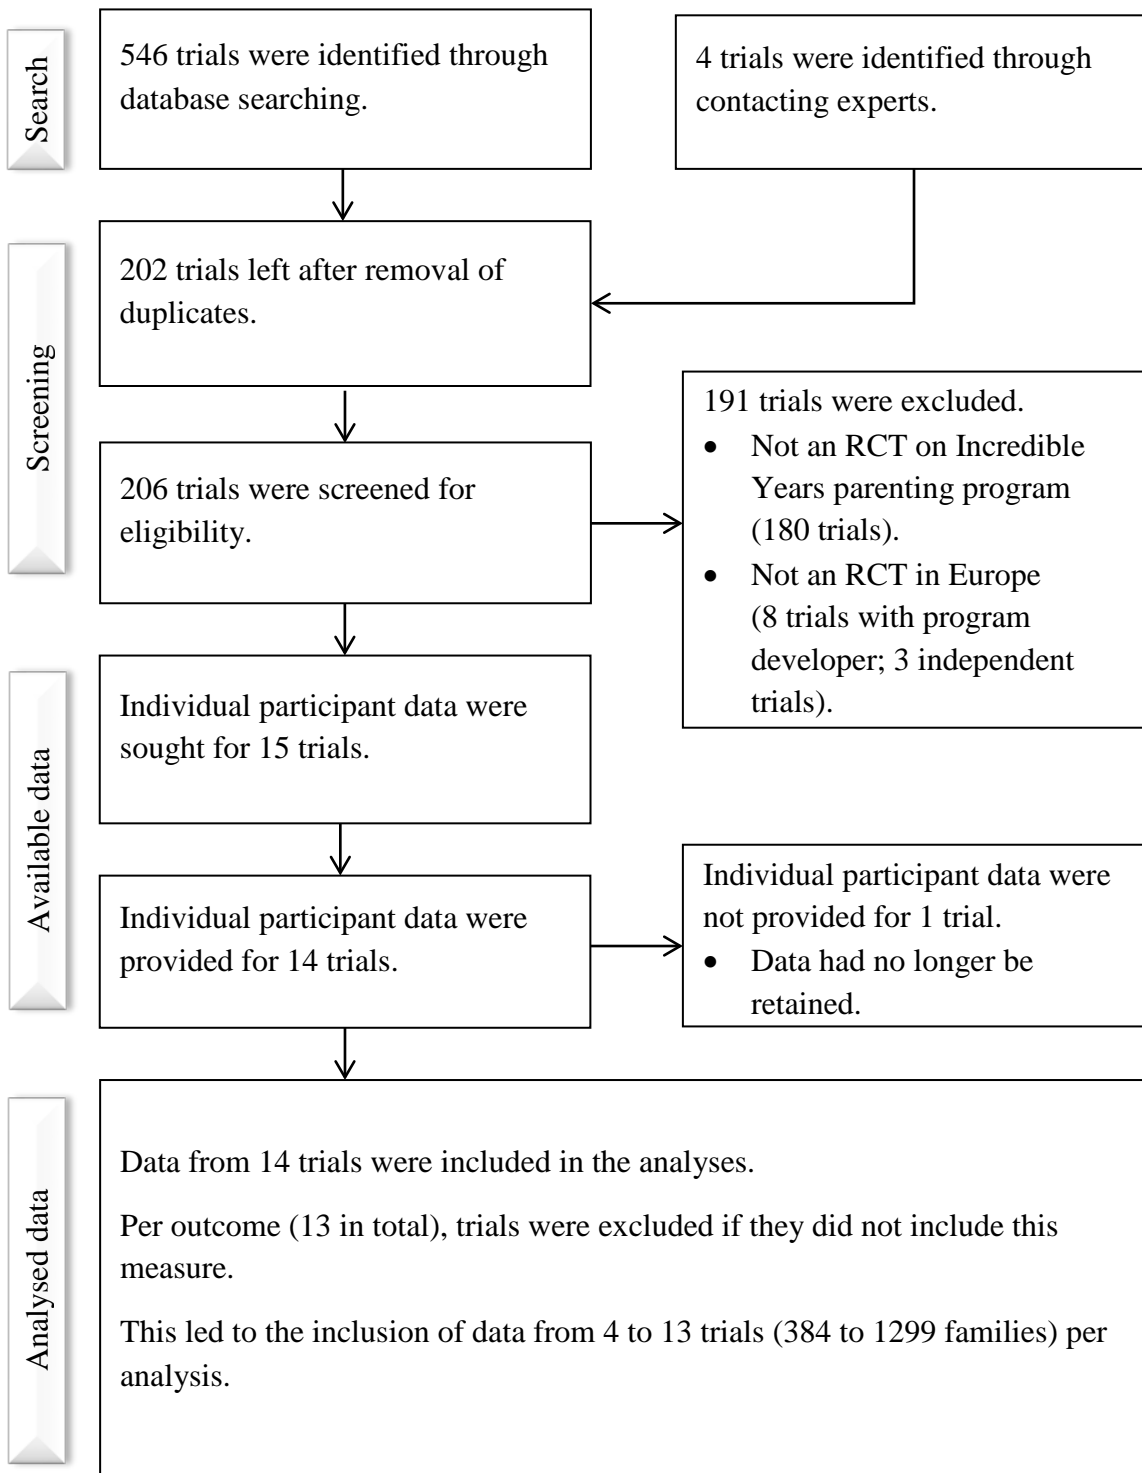 Search
546 trials were identified through
database searching.
4 trials were identified through
contacting experts.
Screening
202 trials left after removal of
duplicates.
206 trials were screened for
eligibility.
191 trials were excluded.
• Not an RCT on Incredible
Years parenting program
(180 trials).
• Not an RCT in Europe
(8 trials with program
developer; 3 independent
trials).
Available data
Individual participant data were
sought for 15 trials.
Individual participant data were
provided for 14 trials.
Individual participant data were
not provided for 1 trial.
• Data had no longer be
retained.
Analysed data
Data from 14 trials were included in the analyses.
Per outcome (13 in total), trials were excluded if they did not include this
measure.
This led to the inclusion of data from 4 to 13 trials (384 to 1299 families) per
analysis.